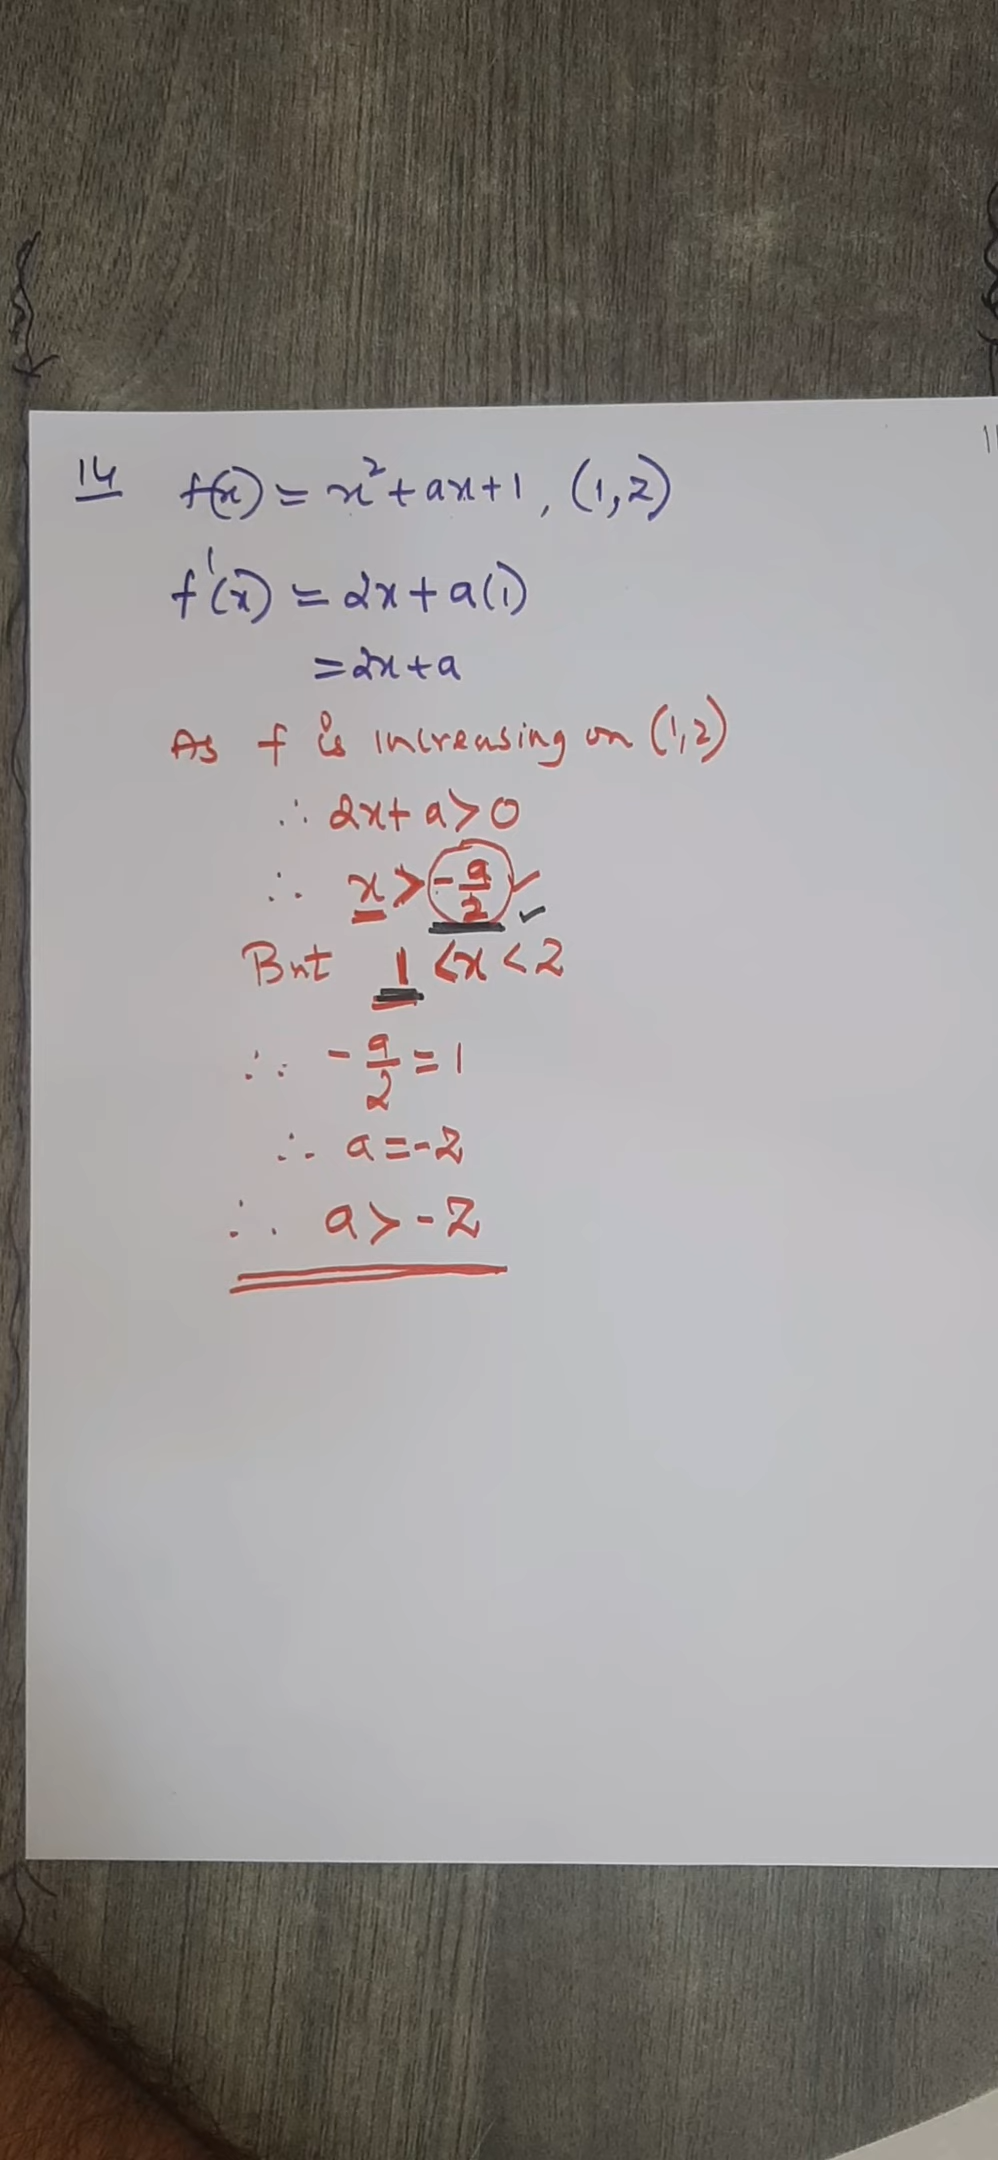 14 f(x) = x² + ax + 1, (1,2)
f'(x) = 2x + a(1)
= 2x + a
As f is increasing on (1,2)
∴ 2x + a > 0
∴ x > -a/2 ✓ ✓
But 1 < x < 2
∴ -a/2 = 1
∴ a = -2
∴ a > -2